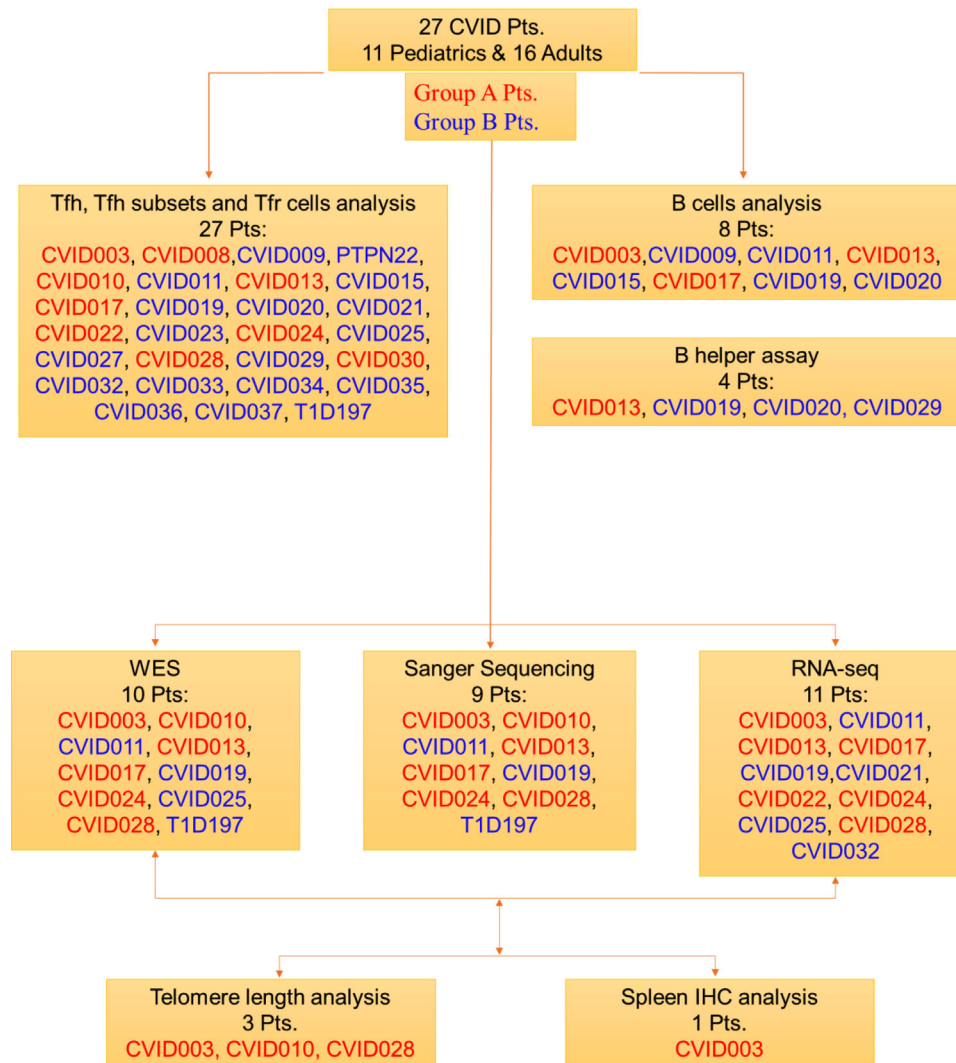 27 CVID Pts.
11 Pediatrics & 16 Adults
Group A Pts.
Group B Pts.
Tfh, Tfh subsets and Tfr cells analysis
27 Pts:
CVID003, CVID008,CVID009, PTPN22,
CVID010, CVID011, CVID013, CVID015,
CVID017, CVID019, CVID020, CVID021,
CVID022, CVID023, CVID024, CVID025,
CVID027, CVID028, CVID029, CVID030,
CVID032, CVID033, CVID034, CVID035,
CVID036, CVID037, T1D197
B cells analysis
8 Pts:
CVID003,CVID009, CVID011, CVID013,
CVID015, CVID017, CVID019, CVID020
B helper assay
4 Pts:
CVID013, CVID019, CVID020, CVID029
WES
10 Pts:
CVID003, CVID010,
CVID011, CVID013,
CVID017, CVID019,
CVID024, CVID025,
CVID028, T1D197
Sanger Sequencing
9 Pts:
CVID003, CVID010,
CVID011, CVID013,
CVID017, CVID019,
CVID024, CVID028,
T1D197
RNA-seq
11 Pts:
CVID003, CVID011,
CVID013, CVID017,
CVID019,CVID021,
CVID022, CVID024,
CVID025, CVID028,
CVID032
Telomere length analysis
3 Pts.
CVID003, CVID010, CVID028
Spleen IHC analysis
1 Pts.
CVID003